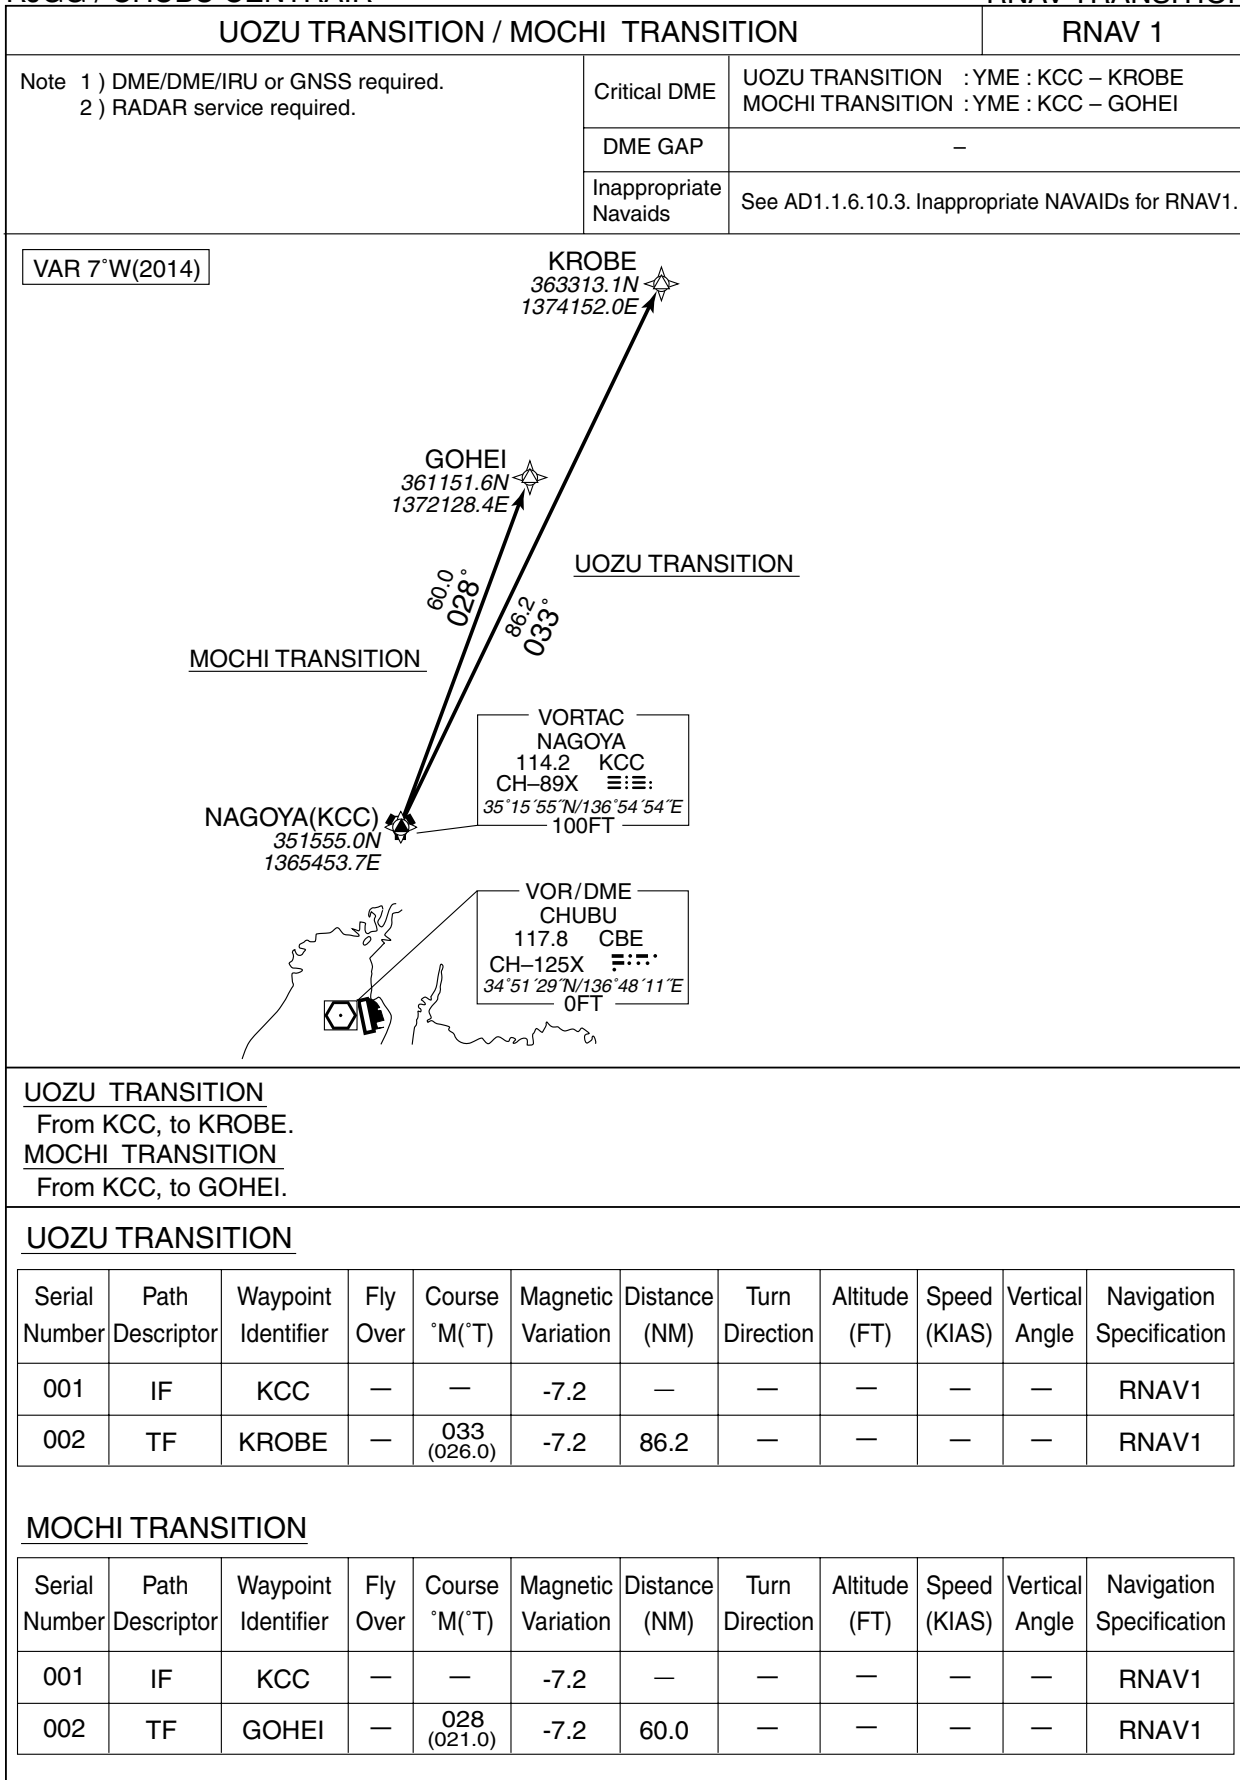 UOZU TRANSITION / MOCHI TRANSITION
RNAV 1
Note 1 ) DME/DME/IRU or GNSS required.
2 ) RADAR service required.
Critical DME
UOZU TRANSITION : YME : KCC – KROBE
MOCHI TRANSITION : YME : KCC – GOHEI
DME GAP
–
Inappropriate
Navaids
See AD1.1.6.10.3. Inappropriate NAVAIDs for RNAV1.
VAR 7˚W(2014)
KROBE
363313.1N
1374152.0E
GOHEI
361151.6N
1372128.4E
UOZU TRANSITION
60.0
028˚
86.2
033˚
MOCHI TRANSITION
VORTAC
NAGOYA
114.2 KCC
CH–89X
35˚15´55˝N/136˚54´54˝E
100FT
NAGOYA(KCC)
351555.0N
1365453.7E
VOR/DME
CHUBU
117.8 CBE
CH–125X
34˚51´29˝N/136˚48´11˝E
0FT
UOZU TRANSITION
From KCC, to KROBE.
MOCHI TRANSITION
From KCC, to GOHEI.
UOZU TRANSITION
Serial Path Waypoint Fly Course Magnetic Distance Turn Altitude Speed Vertical Navigation
Number Descriptor Identifier Over ˚M(˚T) Variation (NM) Direction (FT) (KIAS) Angle Specification
001 IF KCC — — -7.2 — — — — — RNAV1
002 TF KROBE — 033 (026.0) -7.2 86.2 — — — — RNAV1
MOCHI TRANSITION
Serial Path Waypoint Fly Course Magnetic Distance Turn Altitude Speed Vertical Navigation
Number Descriptor Identifier Over ˚M(˚T) Variation (NM) Direction (FT) (KIAS) Angle Specification
001 IF KCC — — -7.2 — — — — — RNAV1
002 TF GOHEI — 028 (021.0) -7.2 60.0 — — — — RNAV1